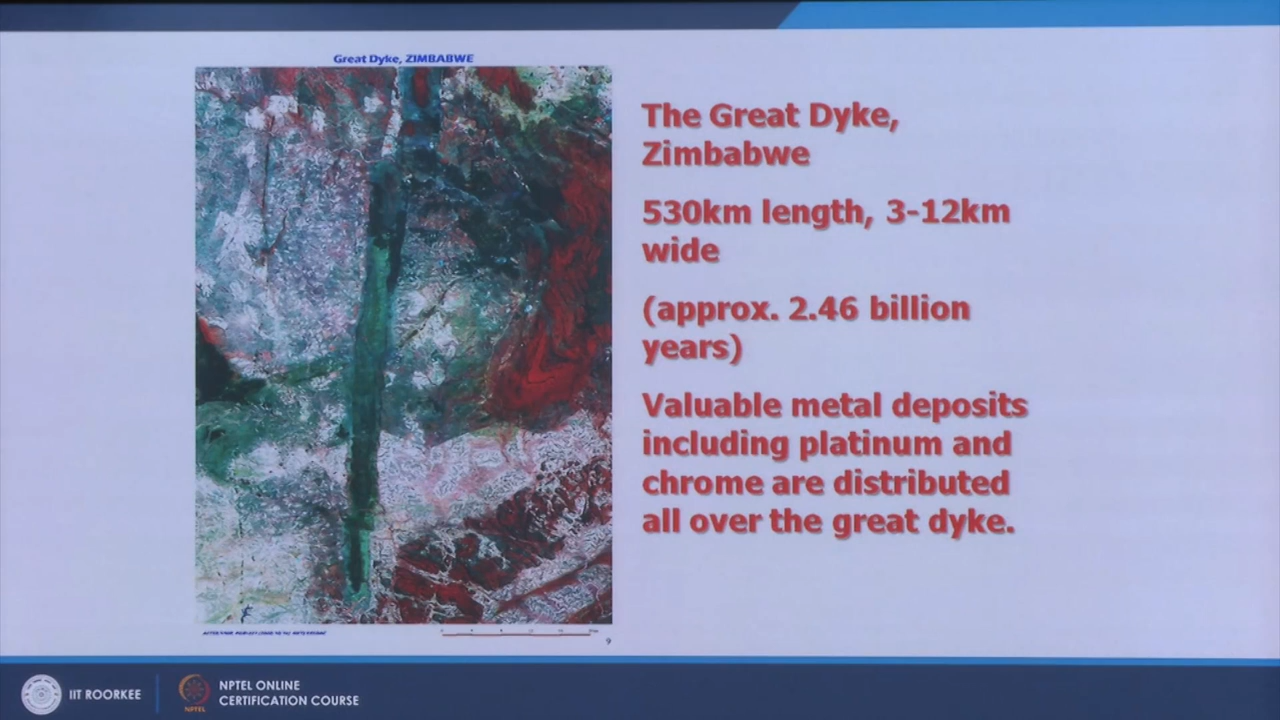 Great Dyke, ZIMBABWE
The Great Dyke,
Zimbabwe
530km length, 3-12km
wide
(approx. 2.46 billion
years)
Valuable metal deposits
including platinum and
chrome are distributed
all over the great dyke.
9
IIT ROORKEE
NPTEL
NPTEL ONLINE
CERTIFICATION COURSE